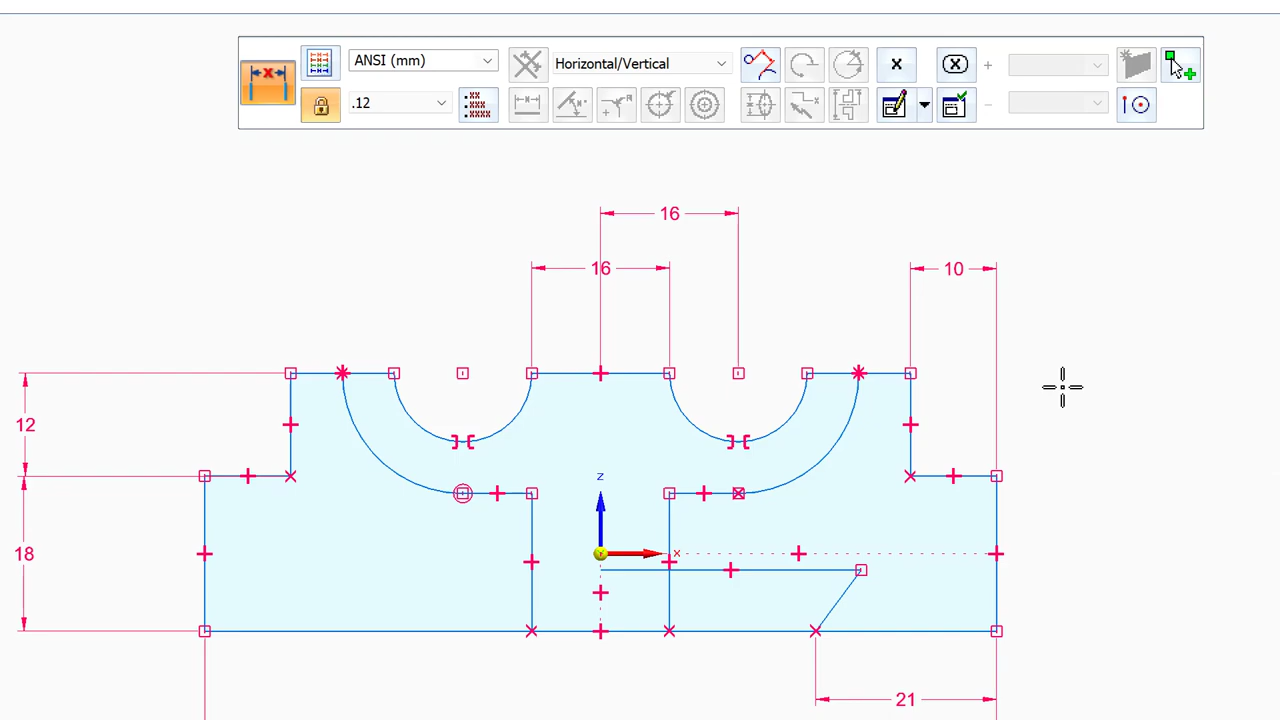 ANSI (mm)
Horizontal/Vertical
x
(x)
.12
16
16
10
12
z
x
18
21